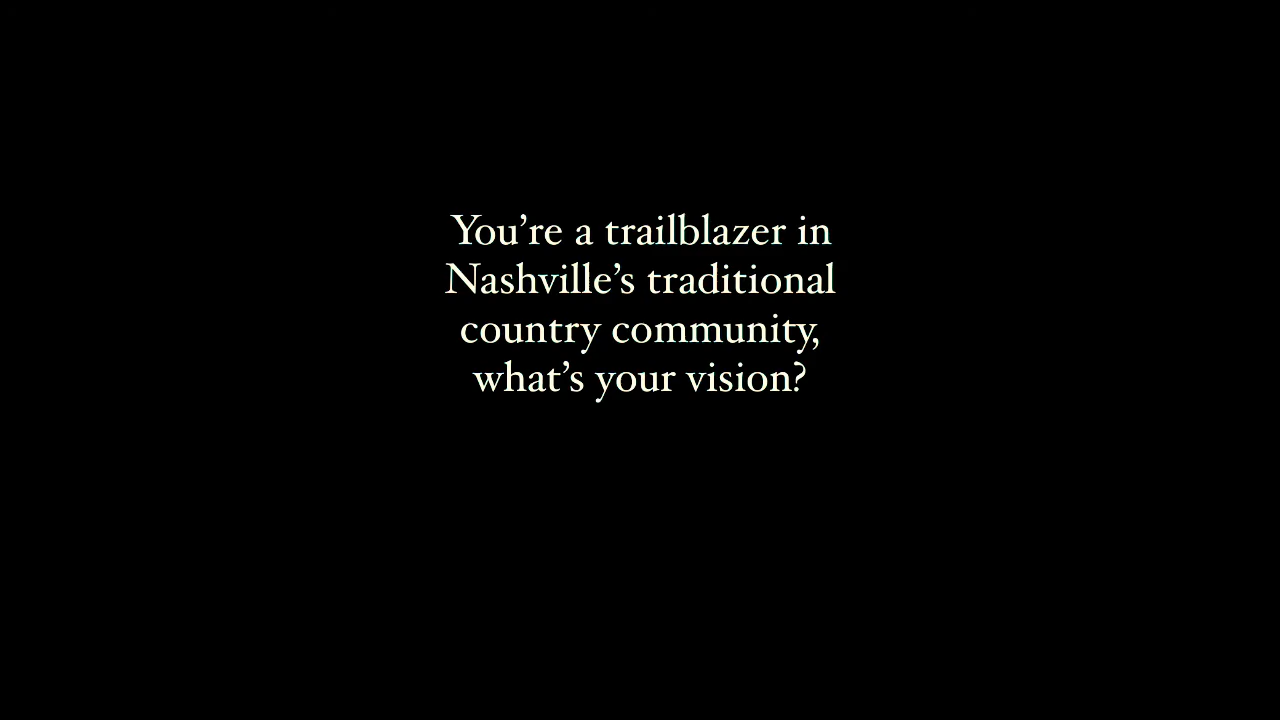 You’re a trailblazer in
Nashville’s traditional
country community,
what’s your vision?